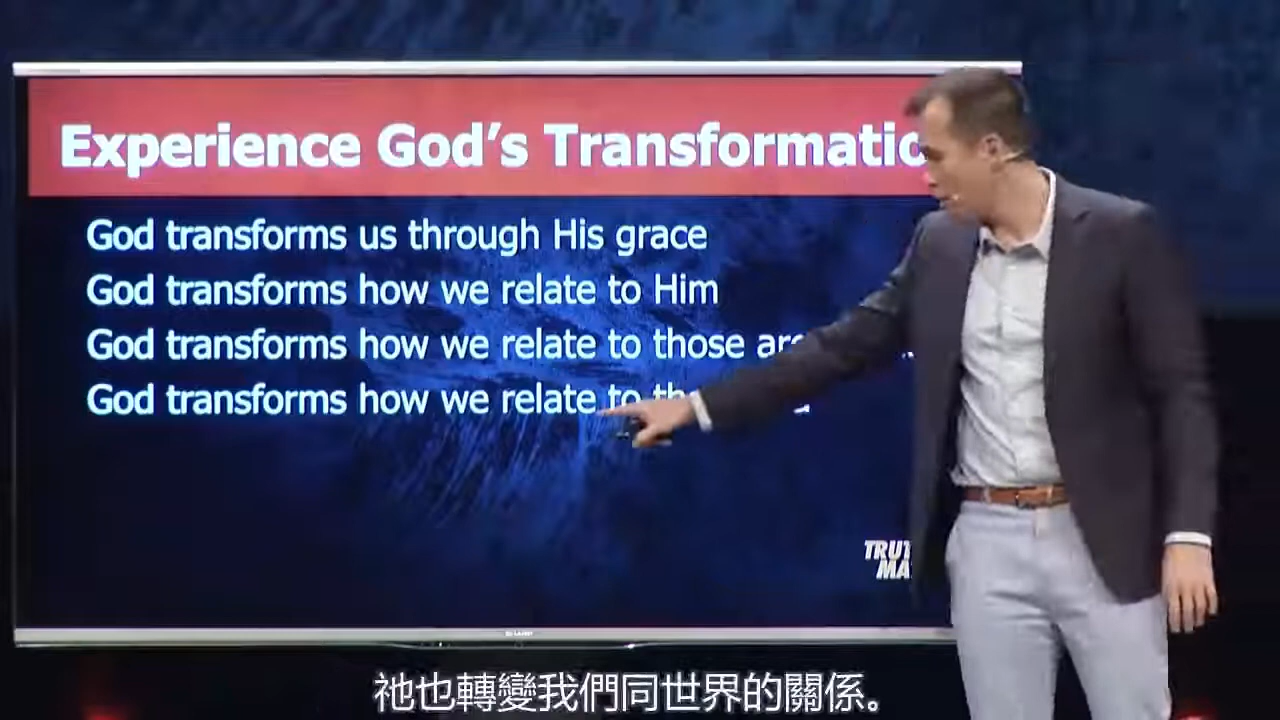 Experience God's Transformatio
God transforms us through His grace
God transforms how we relate to Him
God transforms how we relate to those
God transforms how we relate to
祂也轉變我們同世界的關係。